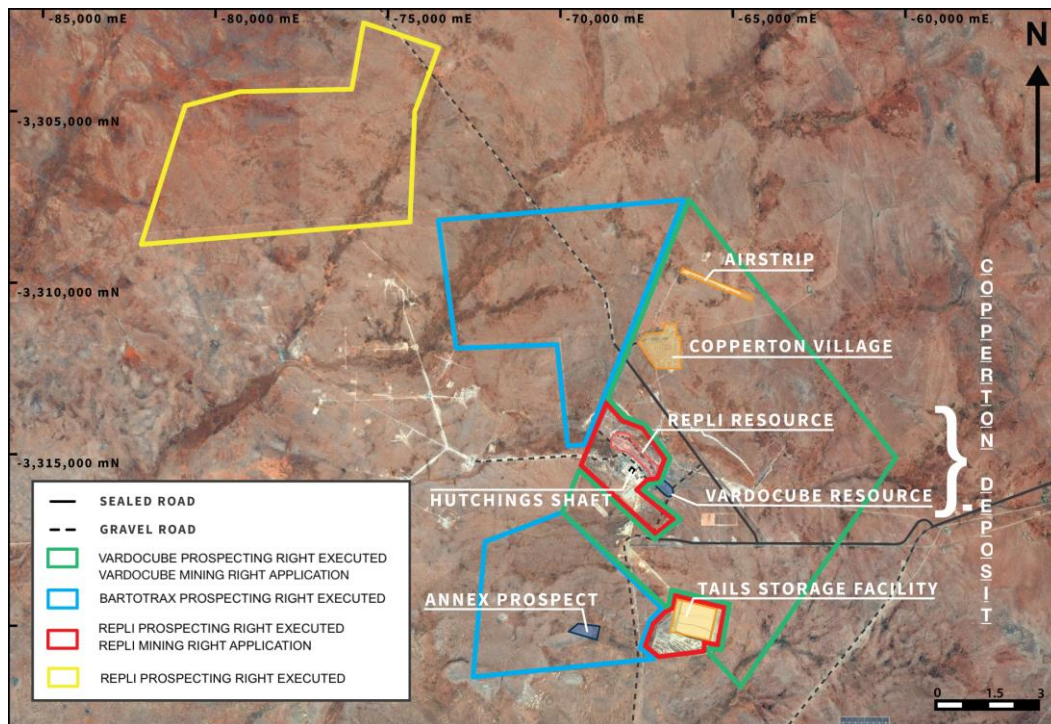 -85,000 mE
-80,000 mE
-75,000 mE
-70,000 mE
-65,000 mE
-60,000 mE
N
-3,305,000 mN
-3,310,000 mN
-3,315,000 mN
AIRSTRIP
COPPERTON VILLAGE
REPLI RESOURCE
HUTCHINGS SHAFT
VARDOCUBE RESOURCE
COPPERTON DEPOSIT
ANNEX PROSPECT
TAILS STORAGE FACILITY
SEALED ROAD
GRAVEL ROAD
VARDOCUBE PROSPECTING RIGHT EXECUTED
VARDOCUBE MINING RIGHT APPLICATION
BARTOTRAX PROSPECTING RIGHT EXECUTED
REPLI PROSPECTING RIGHT EXECUTED
REPLI MINING RIGHT APPLICATION
REPLI PROSPECTING RIGHT EXECUTED
0 1.5 3